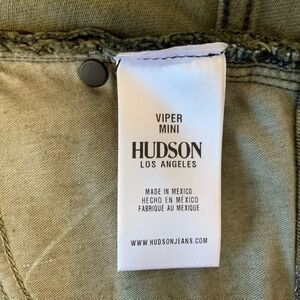 VIPER
MINI
HUDSON
LOS ANGELES
MADE IN MEXICO
HECHO EN MÉXICO
FABRIQUÉ AU MEXIQUE
WWW.HUDSONJEANS.COM